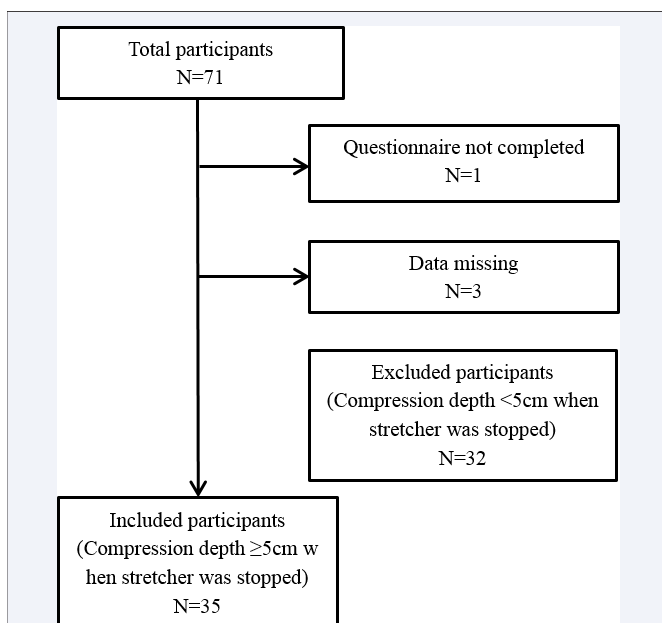 Total participants
N=71
Questionnaire not completed
N=1
Data missing
N=3
Excluded participants
(Compression depth <5cm when
stretcher was stopped)
N=32
Included participants
(Compression depth ≥5cm w
hen stretcher was stopped)
N=35